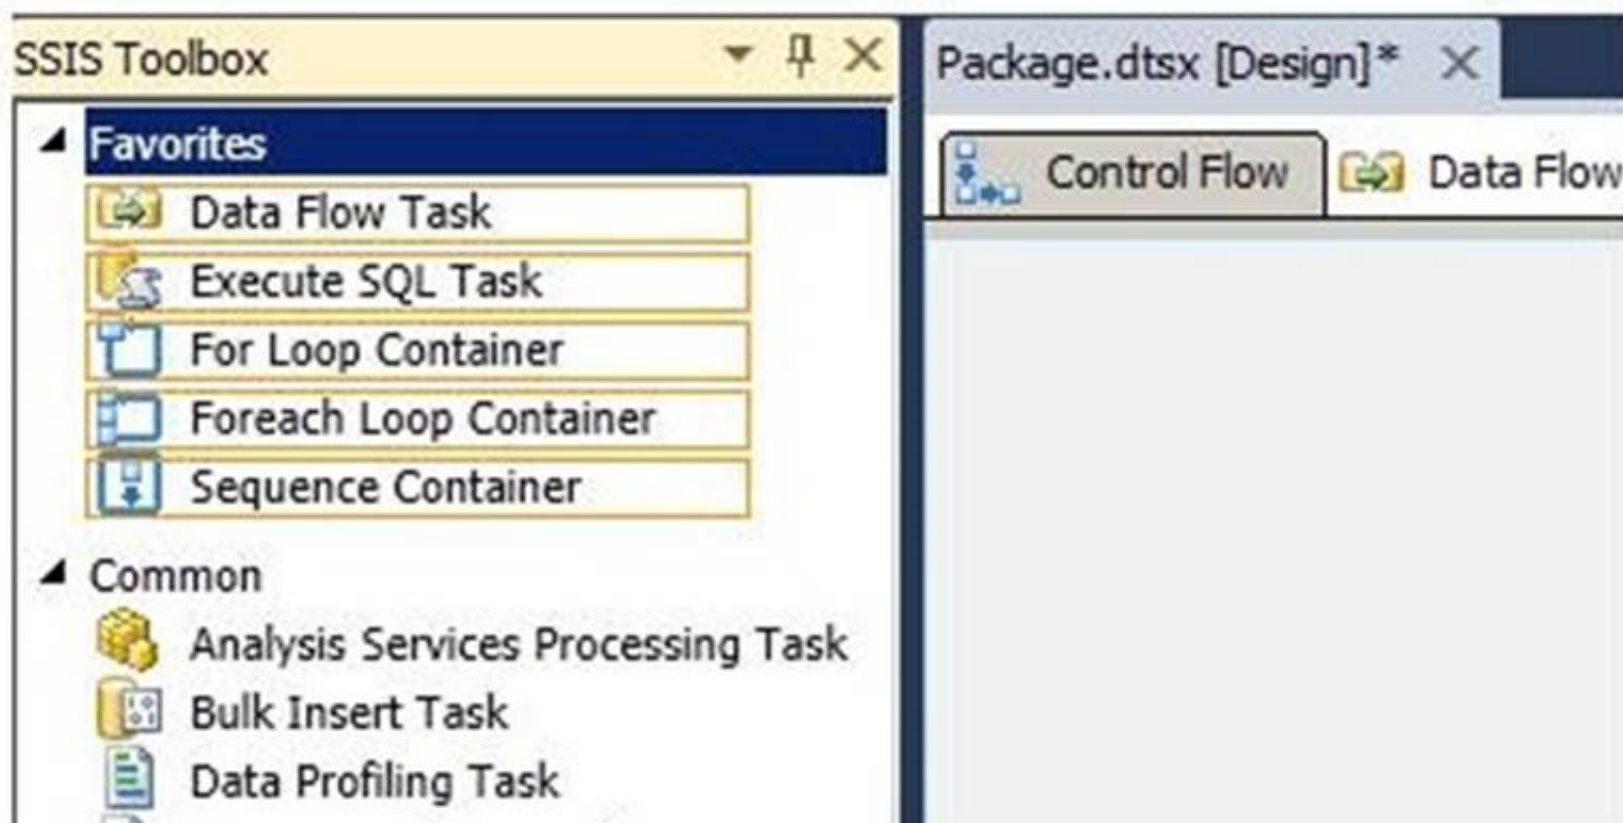 SSIS Toolbox
Favorites
Data Flow Task
Execute SQL Task
For Loop Container
Foreach Loop Container
Sequence Container
Common
Analysis Services Processing Task
Bulk Insert Task
Data Profiling Task
Package.dtsx [Design]*
Control Flow
Data Flow